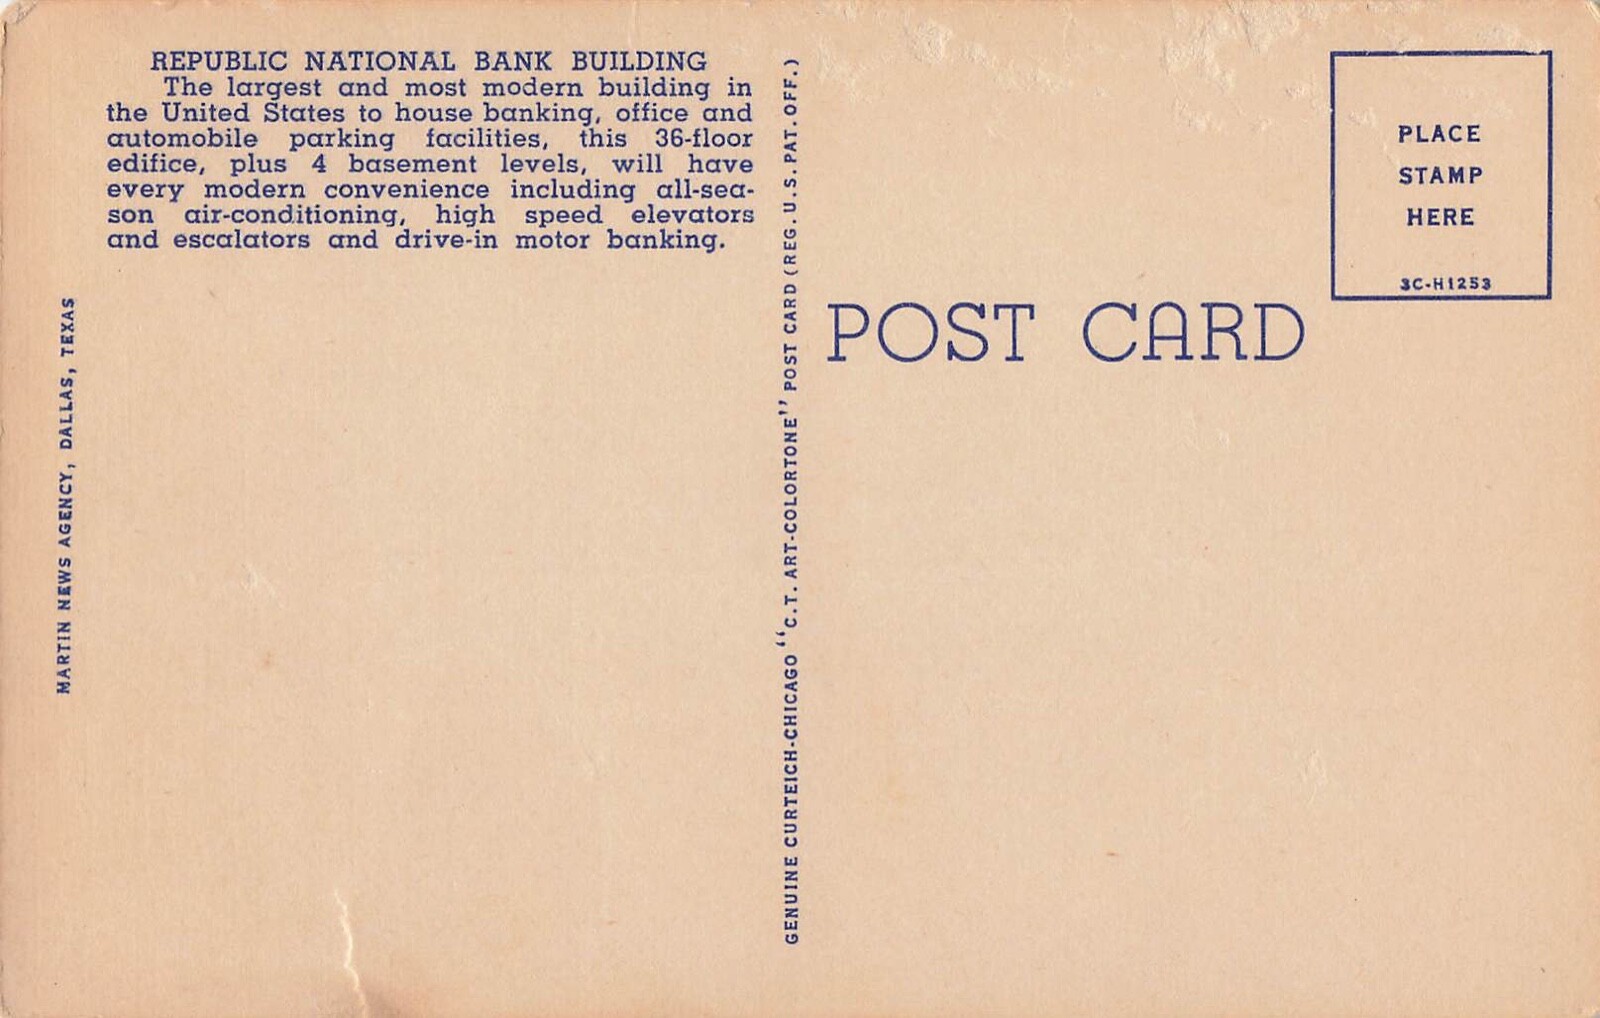 REPUBLIC NATIONAL BANK BUILDING
The largest and most modern building in
the United States to house banking, office and
automobile parking facilities, this 36-floor
edifice, plus 4 basement levels, will have
every modern convenience including all-sea-
son air-conditioning, high speed elevators
and escalators and drive-in motor banking.
MARTIN NEWS AGENCY, DALLAS, TEXAS
GENUINE CURTEICH-CHICAGO "C.T. ART-COLORTONE" POST CARD (REG. U.S. PAT. OFF.)
POST CARD
PLACE
STAMP
HERE
3C-H1253